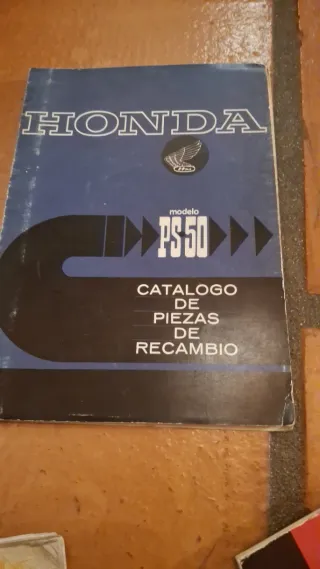 HONDA
modelo
PS50
CATALOGO
DE
PIEZAS
DE
RECAMBIO